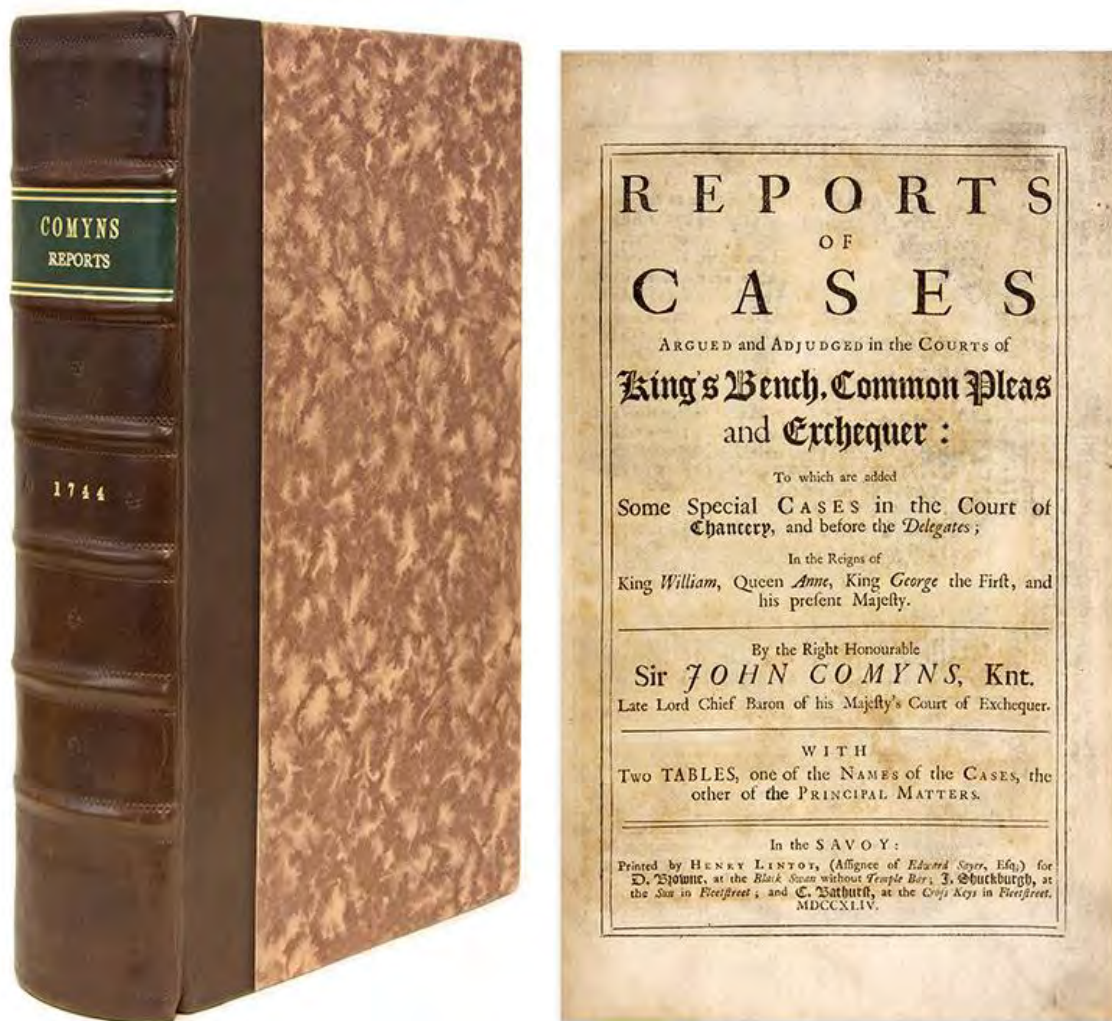 COMYNS
REPORTS
1744
REPORTS
OF
CASES
ARGUED and ADJUDGED in the COURTS of
King's Bench, Common Pleas
and Exchequer:
To which are added
Some Special CASES in the Court of
Chancery, and before the Delegates;
In the Reigns of
King William, Queen Anne, King George the Firſt, and
his preſent Majeſty.
By the Right Honourable
Sir JOHN COMYNS, Knt.
Late Lord Chief Baron of his Majeſty's Court of Exchequer.
WITH
Two TABLES, one of the NAMES of the CASES, the
other of the PRINCIPAL MATTERS.
In the SAVOY:
Printed by HENRY LINTOT, (Aſſignee of Edward Sayer, Eſq;) for
D. Browne, at the Black Swan without Temple Bar; J. Shuckburgh, at
the Sun in Fleetſtreet; and C. Bathurſt, at the Croſs Keys in Fleetſtreet.
MDCCXLIV.